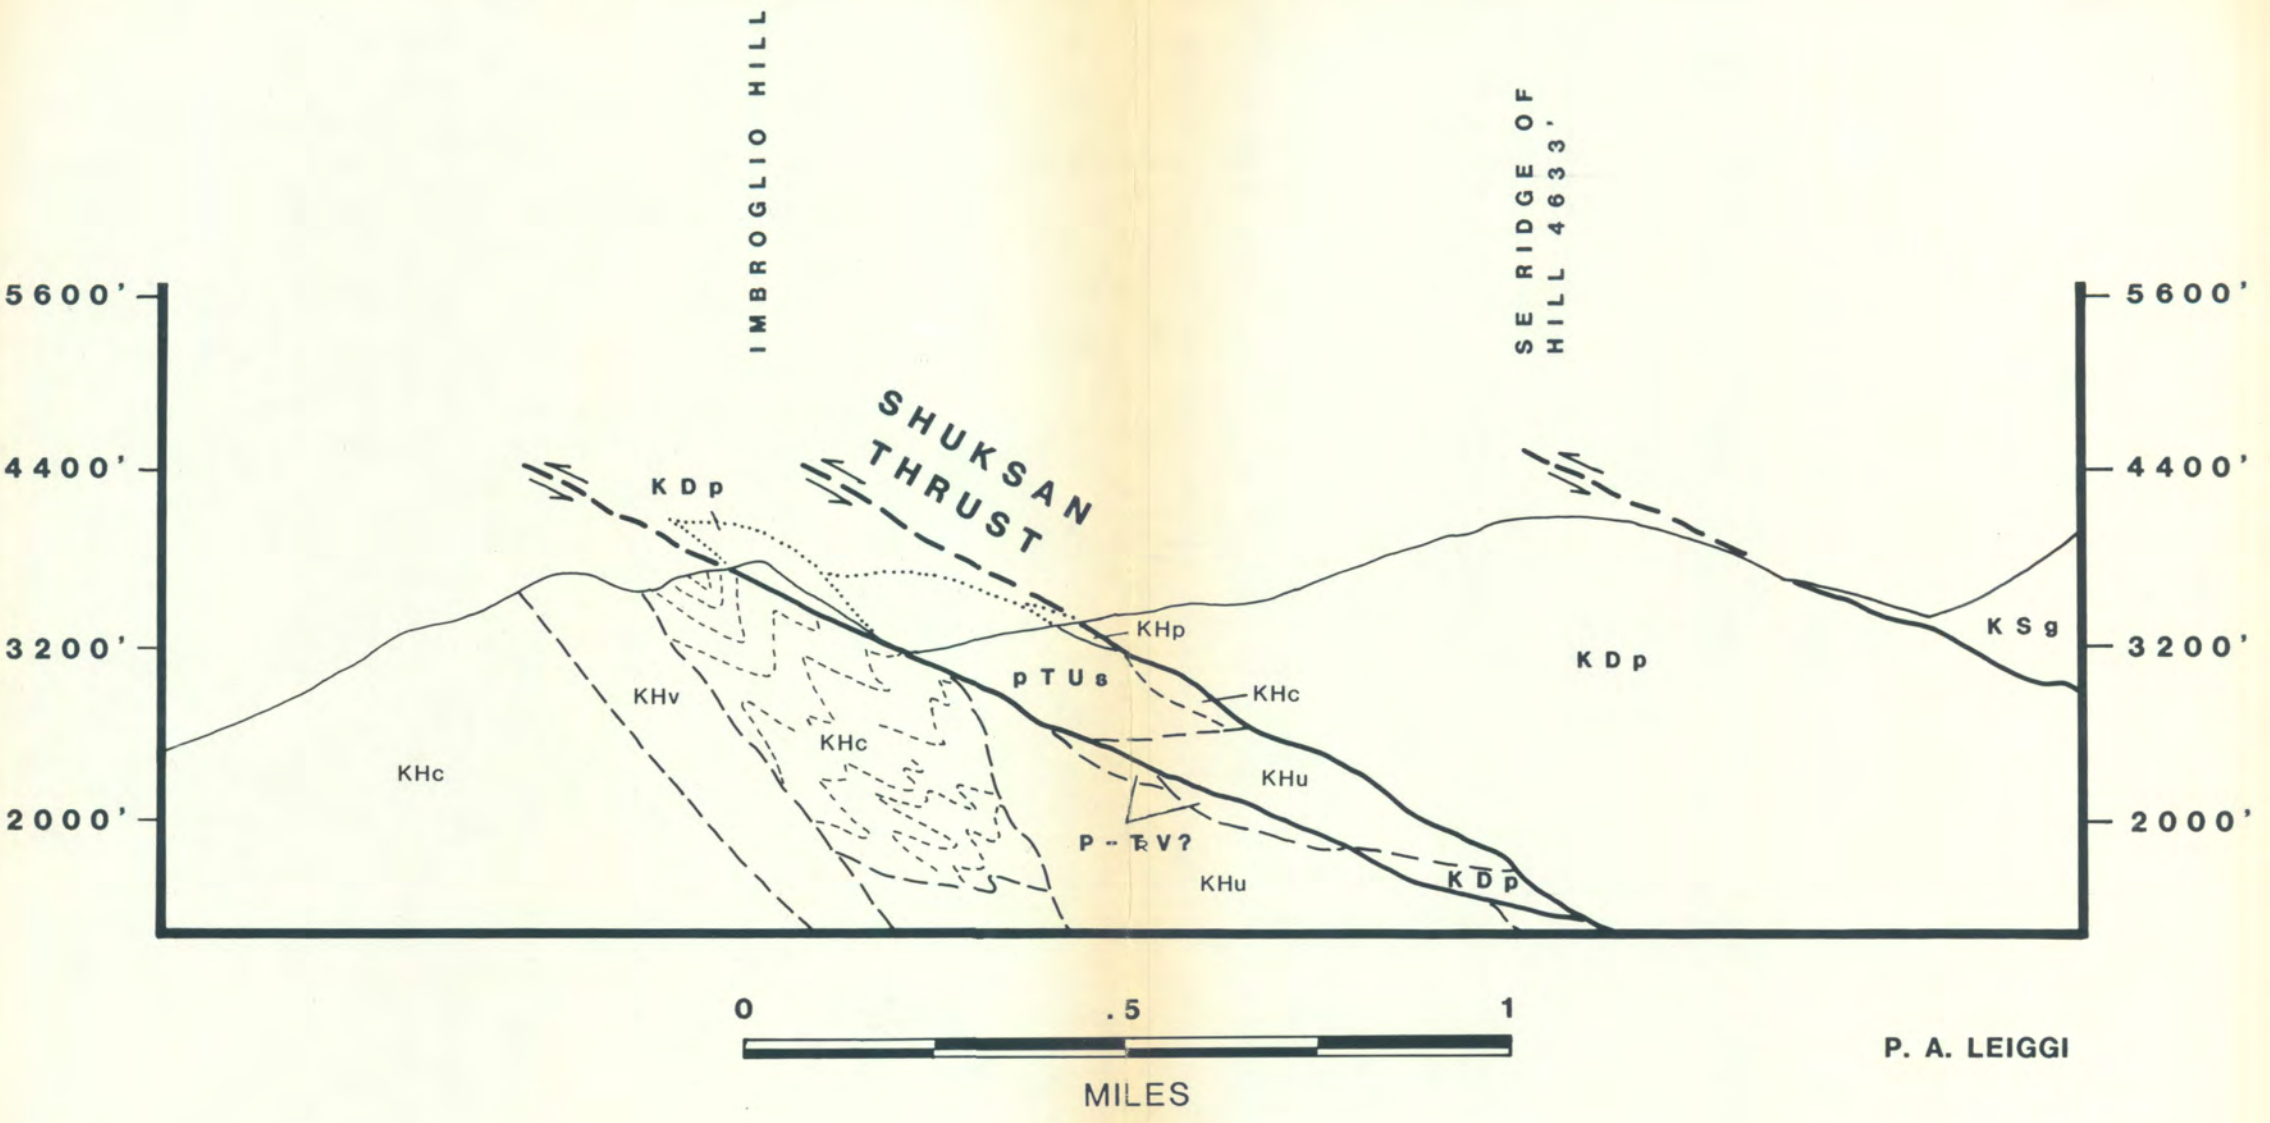 IMBROGLIO HILL
SE RIDGE OF
HILL 4633'
5600'
5600'
SHUKSAN
THRUST
4400'
4400'
KDp
KHp
KSg
3200'
3200'
KDp
pTUs
KHv
KHc
KHc
KHc
KHu
2000'
2000'
P--TRV?
KHu
KDp
0 .5 1
MILES
P. A. LEIGGI